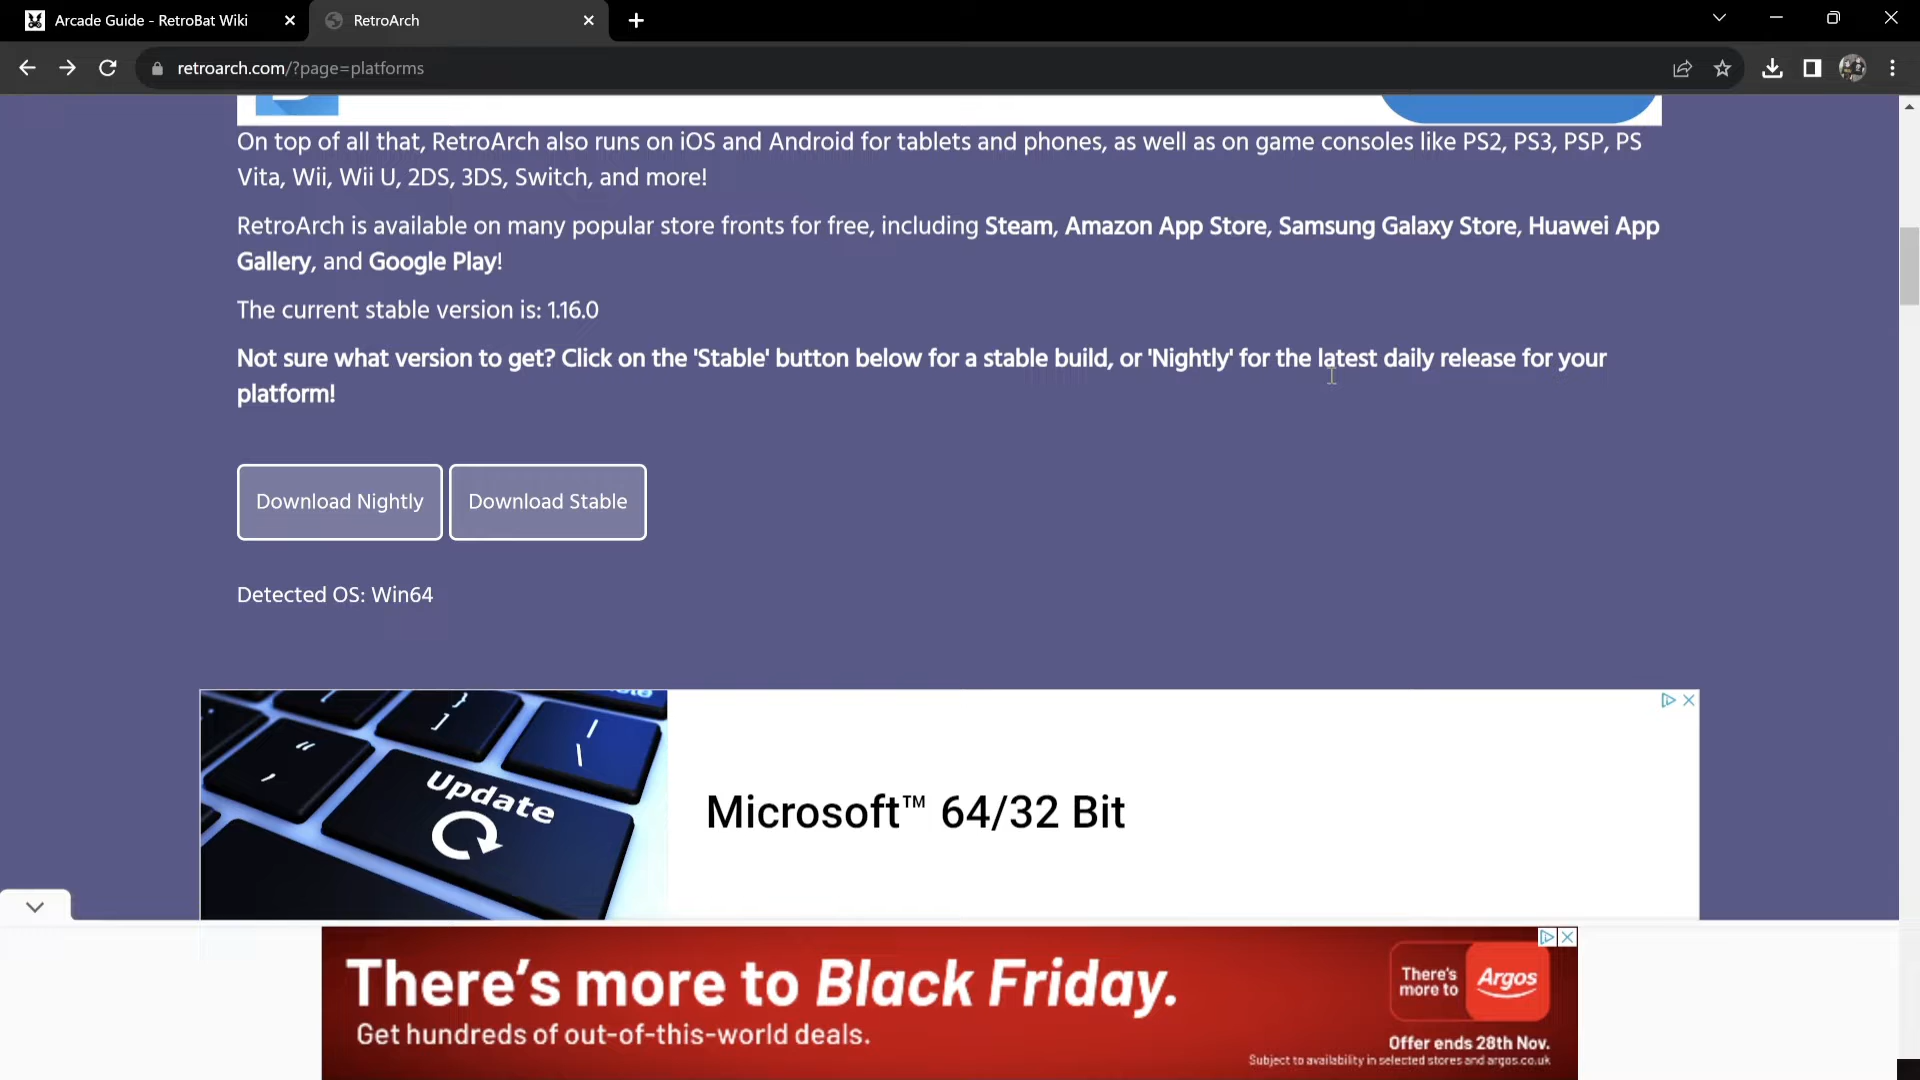 Arcade Guide - RetroBat Wiki
RetroArch
retroarch.com/?page=platforms
On top of all that, RetroArch also runs on iOS and Android for tablets and phones, as well as on game consoles like PS2, PS3, PSP, PS
Vita, Wii, Wii U, 2DS, 3DS, Switch, and more!
RetroArch is available on many popular store fronts for free, including Steam, Amazon App Store, Samsung Galaxy Store, Huawei App
Gallery, and Google Play!
The current stable version is: 1.16.0
Not sure what version to get? Click on the 'Stable' button below for a stable build, or 'Nightly' for the latest daily release for your
platform!
Download Nightly
Download Stable
Detected OS: Win64
Update
Microsoft™ 64/32 Bit
There's more to Black Friday.
Get hundreds of out-of-this-world deals.
There's
more to
Argos
Offer ends 28th Nov.
Subject to availability in selected stores and argos.co.uk